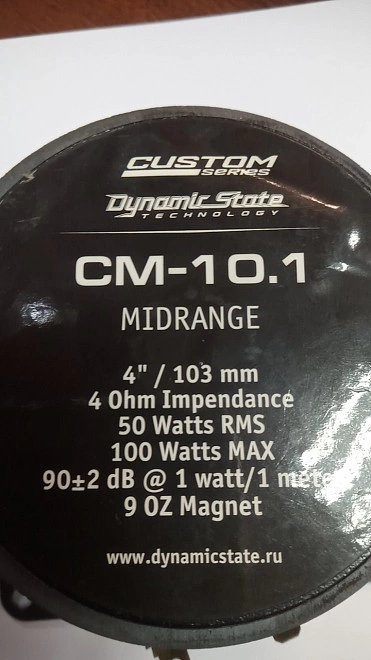 CUSTOM
series
Dynamic State
TECHNOLOGY
CM-10.1
MIDRANGE
4" / 103 mm
4 Ohm Impendance
50 Watts RMS
100 Watts MAX
90±2 dB @ 1 watt/1 mete
9 OZ Magnet
www.dynamicstate.ru